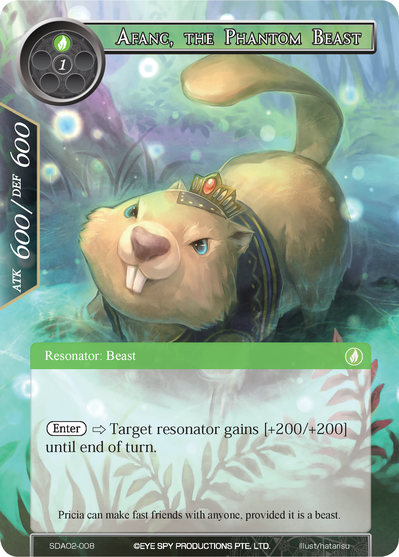 AFANC, THE PHANTOM BEAST
1
ATK 600 / DEF 600
Resonator: Beast
Enter ⇨ Target resonator gains [+200/+200]
until end of turn.
Pricia can make fast friends with anyone, provided it is a beast.
SDAO2-008 ©EYE SPY PRODUCTIONS PTE. LTD. Illust/hatarisu